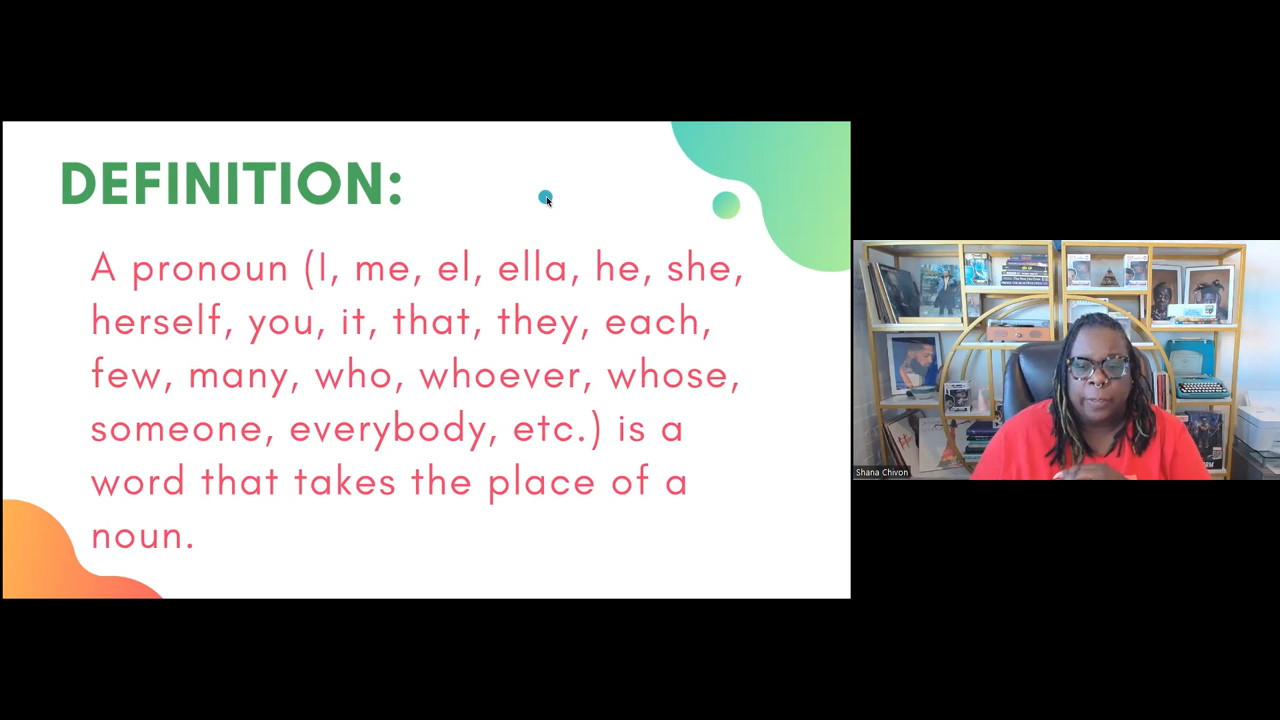 DEFINITION:
A pronoun (I, me, el, ella, he, she,
herself, you, it, that, they, each,
few, many, who, whoever, whose,
someone, everybody, etc.) is a
word that takes the place of a
noun.
Shana Chivon